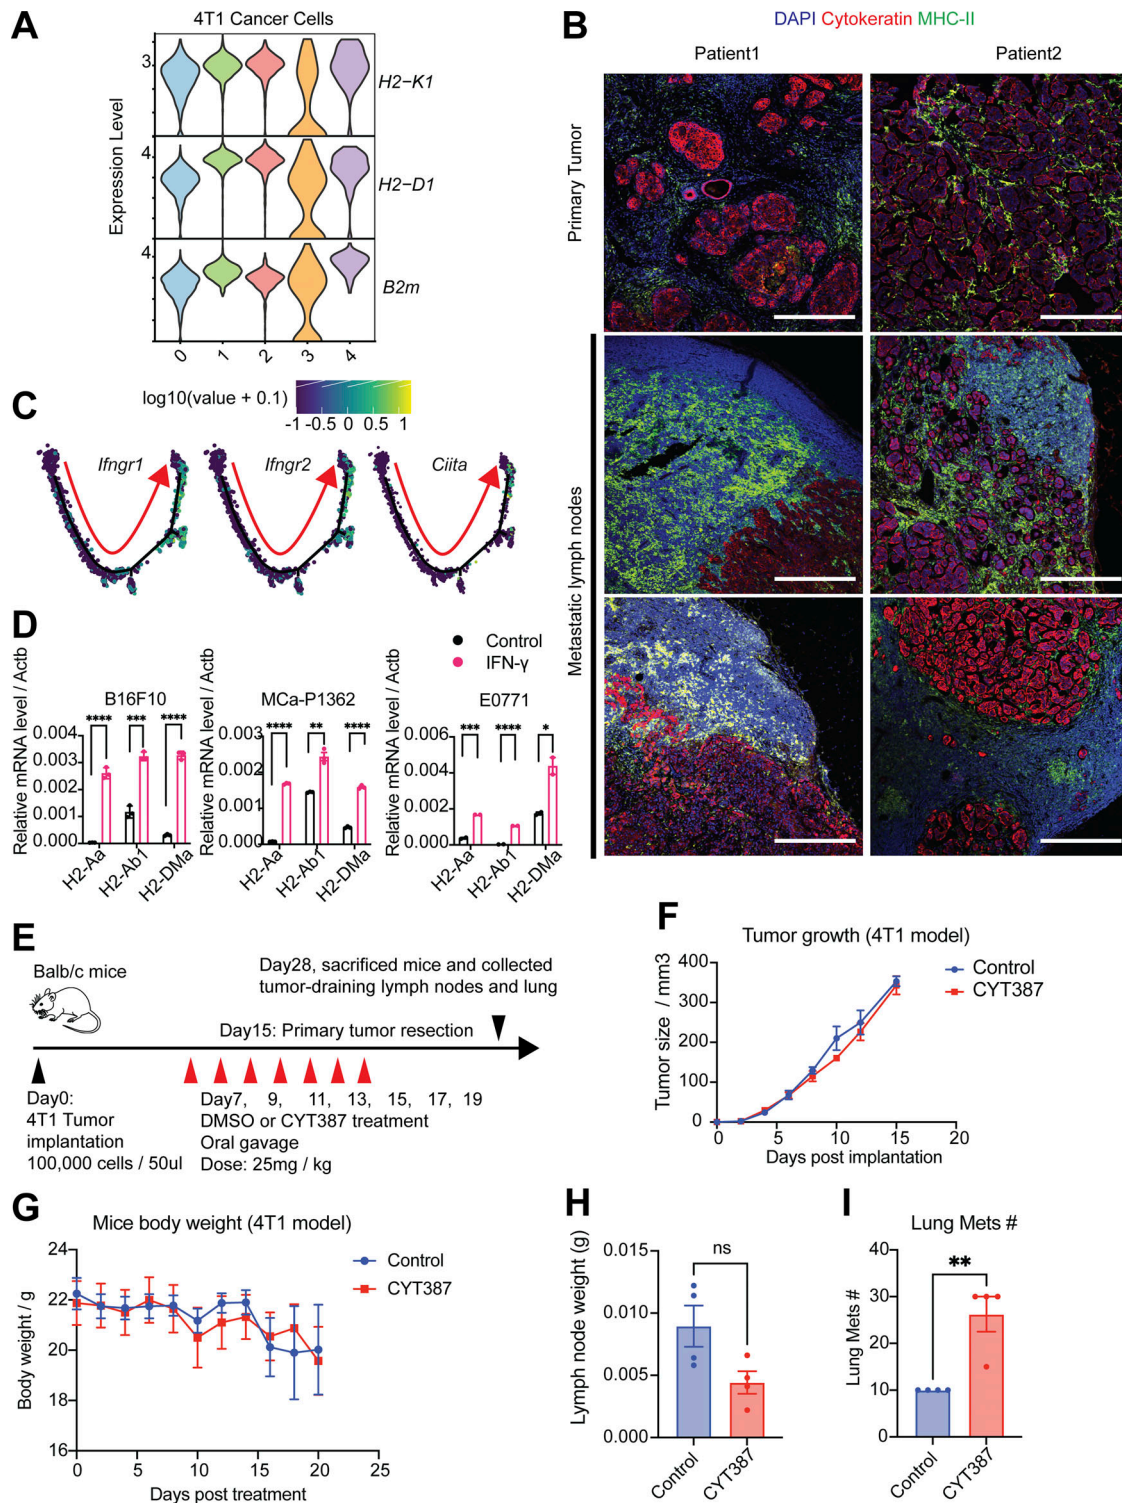 A
4T1 Cancer Cells
Expression Level
3
H2-K1
4
H2-D1
4
B2m
0 1 2 3 4
B
DAPI Cytokeratin MHC-II
Patient1 Patient2
Primary Tumor
Metastatic lymph nodes
C
log10(value + 0.1)
-1 -0.5 0 0.5 1
Ifngr1 Ifngr2 Ciita
D
Control
IFN-γ
Relative mRNA level / Actb
B16F10
0.004
0.003
0.002
0.001
0.000
**** *** ****
H2-Aa H2-Ab1 H2-DMa
Relative mRNA level / Actb
MCa-P1362
0.003
0.002
0.001
0.000
**** ** ****
H2-Aa H2-Ab1 H2-DMa
Relative mRNA level / Actb
E0771
0.006
0.004
0.002
0.000
*** **** *
H2-Aa H2-Ab1 H2-DMa
E
Balb/c mice
Day28, sacrificed mice and collected
tumor-draining lymph nodes and lung
Day15: Primary tumor resection
Day0:
4T1 Tumor
implantation
100,000 cells / 50ul
Day7, 9, 11, 13, 15, 17, 19
DMSO or CYT387 treatment
Oral gavage
Dose: 25mg / kg
F
Tumor growth (4T1 model)
Control
CYT387
Tumor size / mm3
400
300
200
100
0
0 5 10 15 20
Days post implantation
G
Mice body weight (4T1 model)
Control
CYT387
Body weight / g
24
22
20
18
16
0 5 10 15 20 25
Days post treatment
H
Lymph node weight (g)
0.015
0.010
0.005
0.000
ns
Control CYT387
I
Lung Mets #
Lung Mets #
40
30
20
10
0
**
Control CYT387